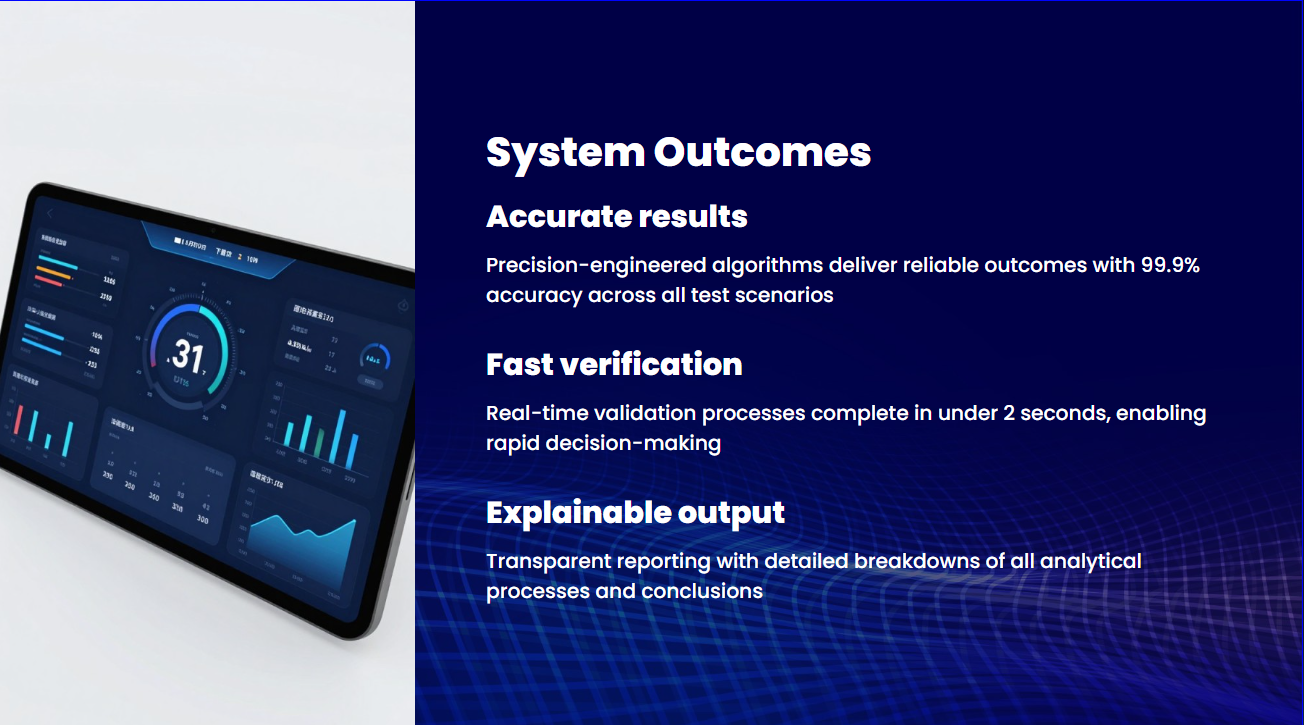 System Outcomes
Accurate results
Precision-engineered algorithms deliver reliable outcomes with 99.9%
accuracy across all test scenarios
Fast verification
Real-time validation processes complete in under 2 seconds, enabling
rapid decision-making
Explainable output
Transparent reporting with detailed breakdowns of all analytical
processes and conclusions